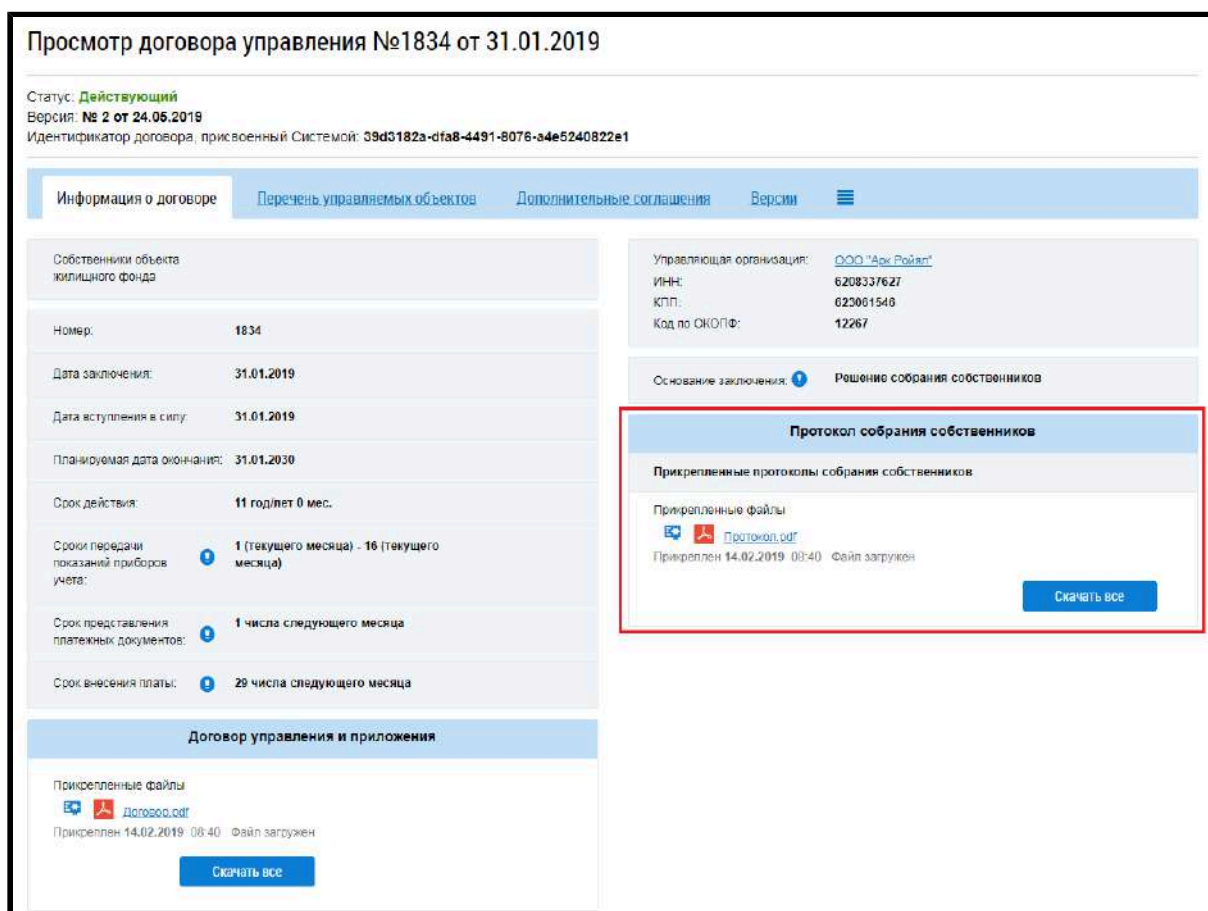 Просмотр договора управления №1834 от 31.01.2019
Статус: Действующий
Версия: № 2 от 24.05.2019
Идентификатор договора, присвоенный Системой: 39d3182a-dfa8-4491-8076-a4e5240822e1
Информация о договоре Перечень управляемых объектов Дополнительные соглашения Версии
Собственники объекта
жилищного фонда
Номер: 1834
Дата заключения: 31.01.2019
Дата вступления в силу: 31.01.2019
Планируемая дата окончания: 31.01.2030
Срок действия: 11 год/лет 0 мес.
Сроки передачи
показаний приборов
учета:
1 (текущего месяца) - 16 (текущего
месяца)
Срок представления
платежных документов:
1 числа следующего месяца
Срок внесения платы: 29 числа следующего месяца
Договор управления и приложения
Прикрепленные файлы
Договор.pdf
Прикреплен 14.02.2019 08:40 Файл загружен
Скачать все
Управляющая организация: ООО "Арк Роял"
ИНН: 6208337627
КПП: 623061546
Код по ОКОПФ: 12267
Основание заключения: Решение собрания собственников
Протокол собрания собственников
Прикрепленные протоколы собрания собственников
Прикрепленные файлы
Протокол.pdf
Прикреплен 14.02.2019 08:40 Файл загружен
Скачать все